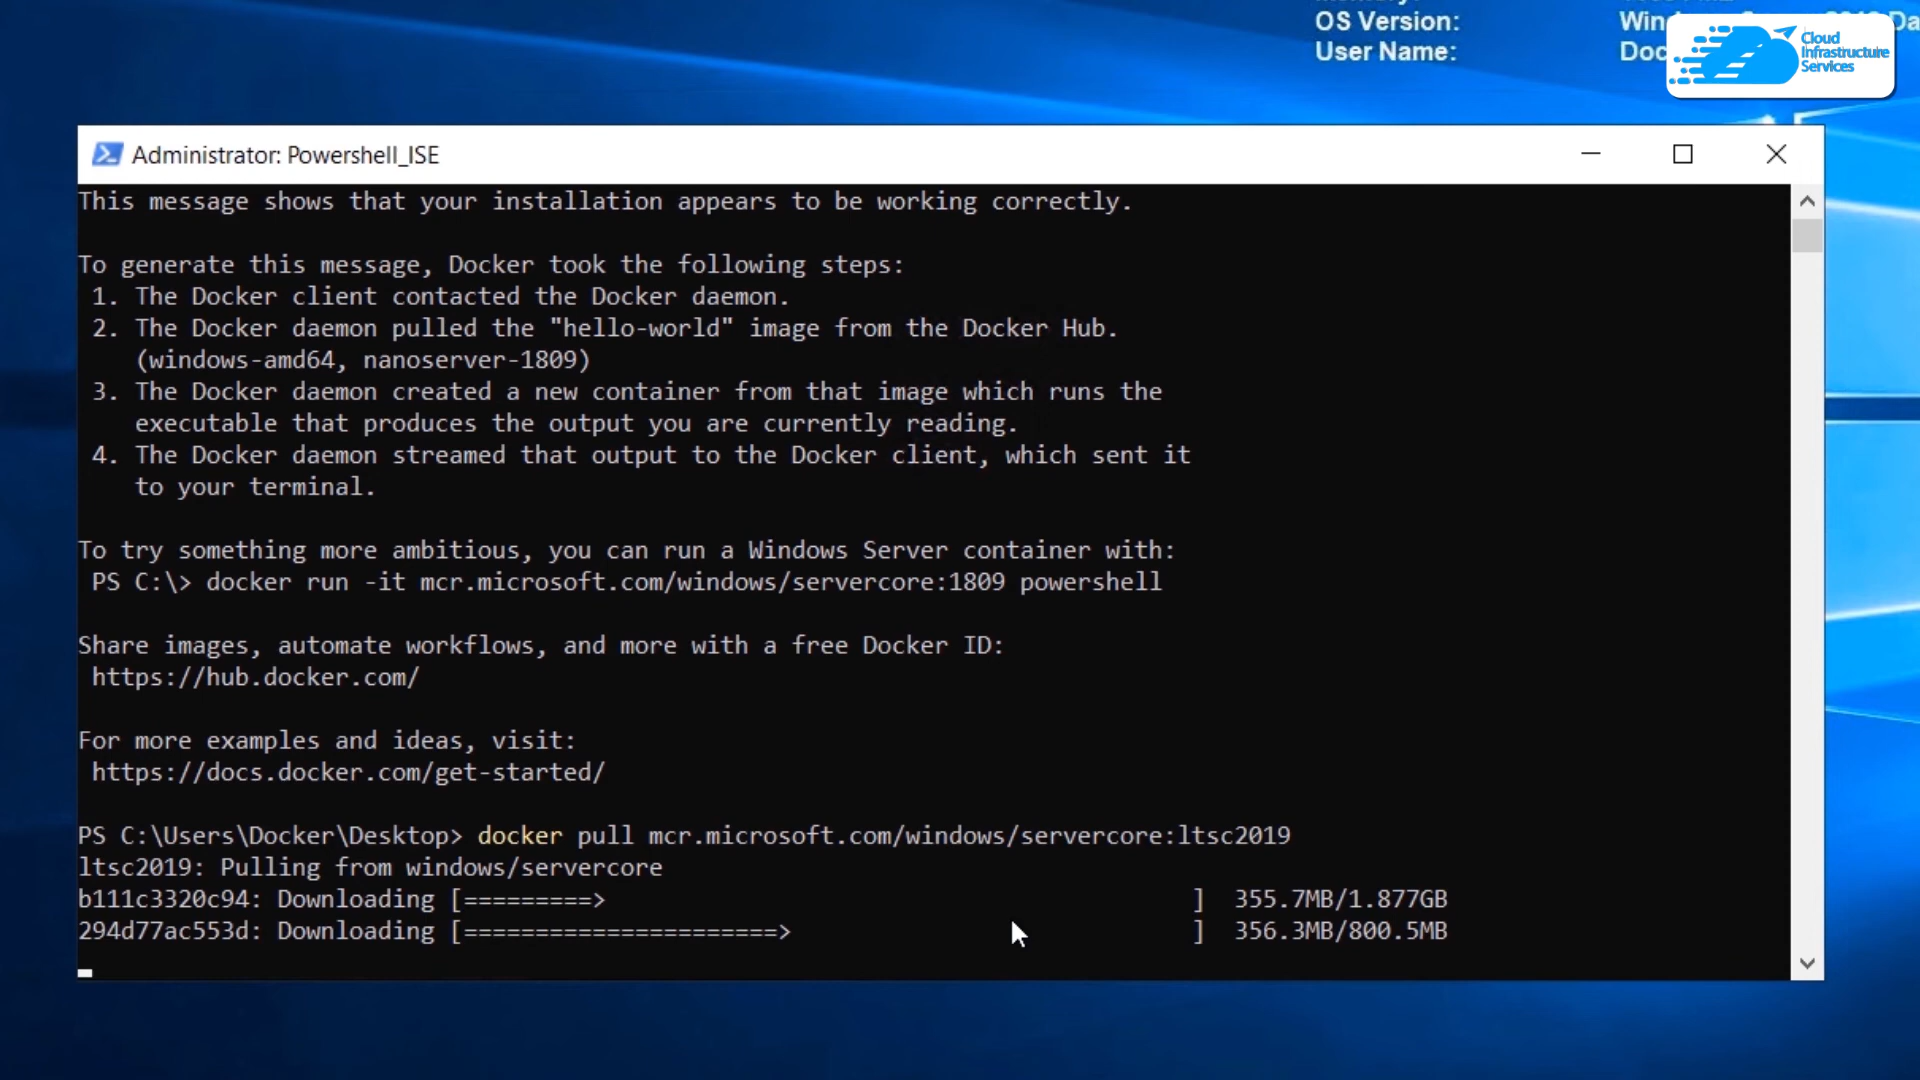 OS Version:
User Name:
Cloud
Infrastructure
Services
Administrator: Powershell_ISE
This message shows that your installation appears to be working correctly.
To generate this message, Docker took the following steps:
1. The Docker client contacted the Docker daemon.
2. The Docker daemon pulled the "hello-world" image from the Docker Hub.
(windows-amd64, nanoserver-1809)
3. The Docker daemon created a new container from that image which runs the
executable that produces the output you are currently reading.
4. The Docker daemon streamed that output to the Docker client, which sent it
to your terminal.
To try something more ambitious, you can run a Windows Server container with:
PS C:\> docker run -it mcr.microsoft.com/windows/servercore:1809 powershell
Share images, automate workflows, and more with a free Docker ID:
https://hub.docker.com/
For more examples and ideas, visit:
https://docs.docker.com/get-started/
PS C:\Users\Docker\Desktop> docker pull mcr.microsoft.com/windows/servercore:ltsc2019
ltsc2019: Pulling from windows/servercore
b111c3320c94: Downloading [=========> ] 355.7MB/1.877GB
294d77ac553d: Downloading [======================> ] 356.3MB/800.5MB